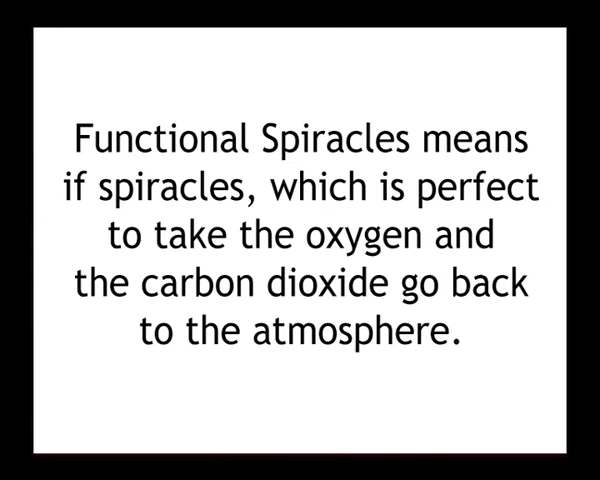 Functional Spiracles means
if spiracles, which is perfect
to take the oxygen and
the carbon dioxide go back
to the atmosphere.